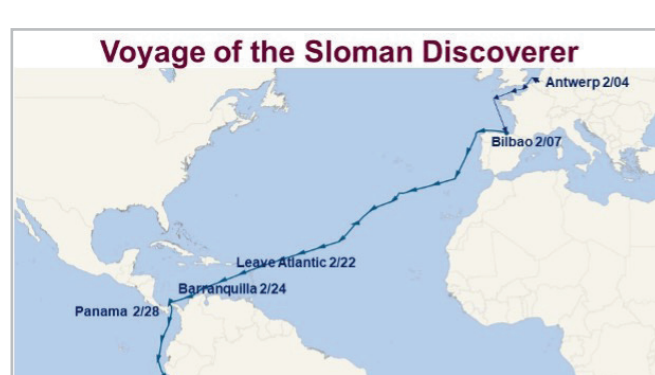 Voyage of the Sloman Discoverer
Antwerp 2/04
Bilbao 2/07
Leave Atlantic 2/22
Barranquilla 2/24
Panama 2/28